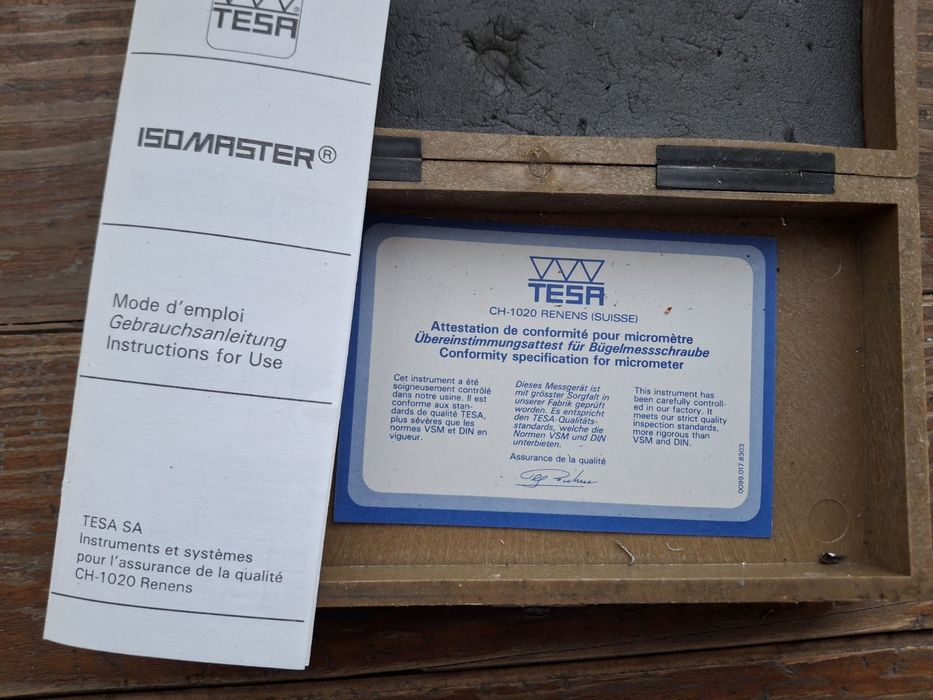 TESA
ISOMASTER®
Mode d'emploi
Gebrauchsanleitung
Instructions for Use
TESA SA
Instruments et systèmes
pour l'assurance de la qualité
CH-1020 Renens
TESA
CH-1020 RENENS (SUISSE)
Attestation de conformité pour micromètre
Übereinstimmungsattest für Bügelmessschraube
Conformity specification for micrometer
Cet instrument a été
soigneusement contrôlé
dans notre usine. Il est
conforme aux stan-
dards de qualité TESA,
plus sévères que les
normes VSM et DIN en
vigueur.
Dieses Messgerät ist
mit grösster Sorgfalt in
unserer Fabrik geprüft
worden. Es entspricht
den TESA-Qualitäts-
standards, welche die
Normen VSM und DIN
unterbieten.
This instrument has
been carefully controll-
ed in our factory. It
meets our strict quality
inspection standards,
more rigorous than
VSM and DIN.
Assurance de la qualité
0099.017.8303